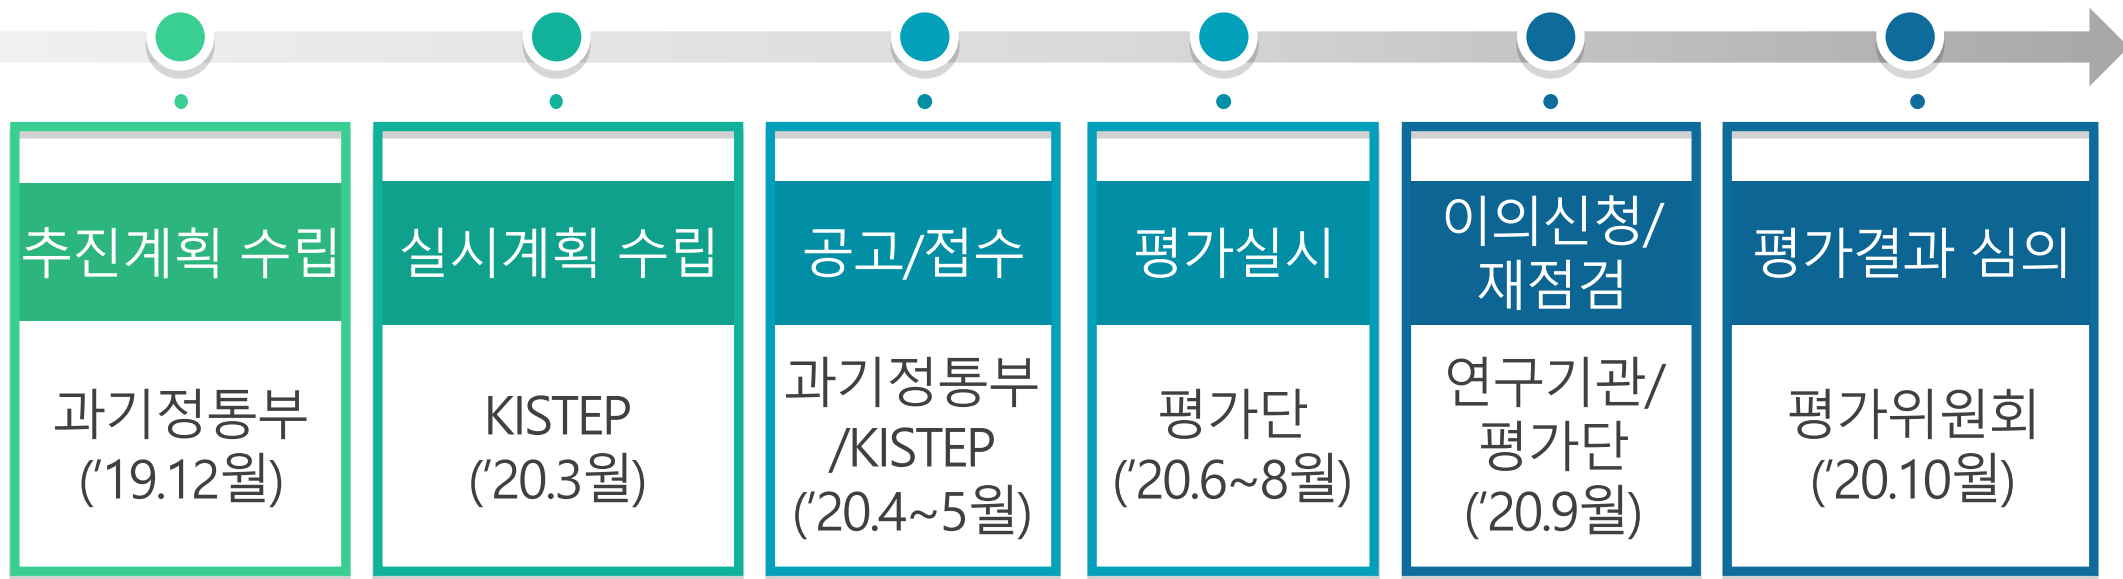 추진계획 수립
과기정통부
(‘19.12월)
실시계획 수립
KISTEP
(‘20.3월)
공고/접수
과기정통부
/KISTEP
(‘20.4~5월)
평가실시
평가단
(‘20.6~8월)
이의신청/
재점검
연구기관/
평가단
(‘20.9월)
평가결과 심의
평가위원회
(‘20.10월)